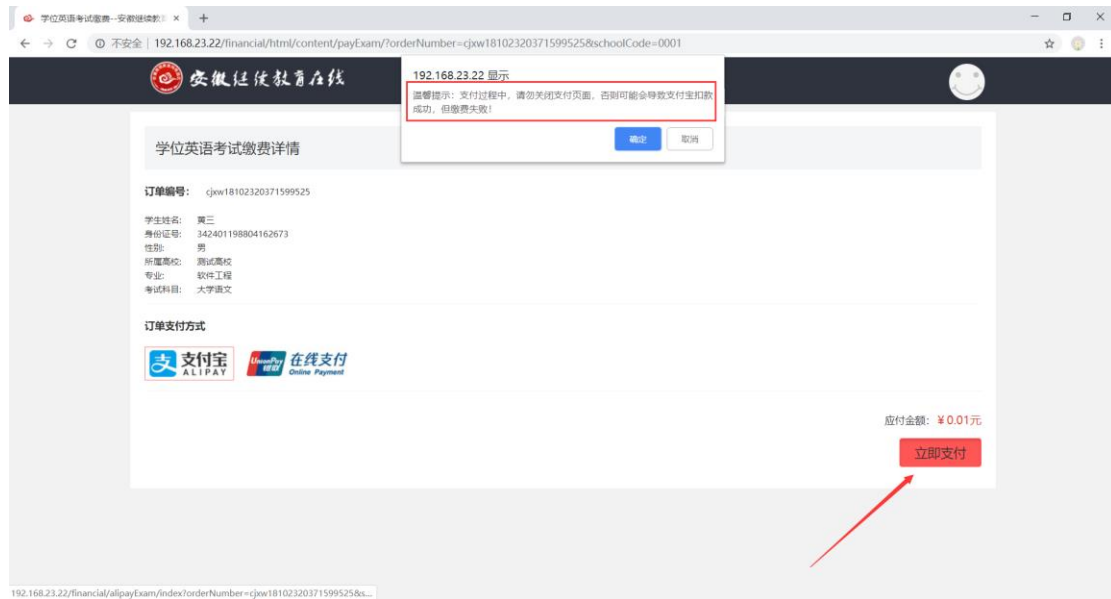 学位英语考试缴费--安徽继续教
不安全 | 192.168.23.22/financial/html/content/payExam/?orderNumber=cjxw18102320371599525&schoolCode=0001
安徽继续教育在线
192.168.23.22 显示
温馨提示：支付过程中，请勿关闭支付页面，否则可能会导致支付宝扣款
成功，但缴费失败！
确定 取消
学位英语考试缴费详情
订单编号： cjxw18102320371599525
学生姓名: 黄三
身份证号: 342401198804162673
性别: 男
所属高校: 测试高校
专业: 软件工程
考试科目: 大学语文
订单支付方式
支 支付宝 ALIPAY
UnionPay 银联 在线支付 Online Payment
应付金额: ¥0.01元
立即支付
192.168.23.22/financial/alipayExam/index?orderNumber=cjxw18102320371599525&s...